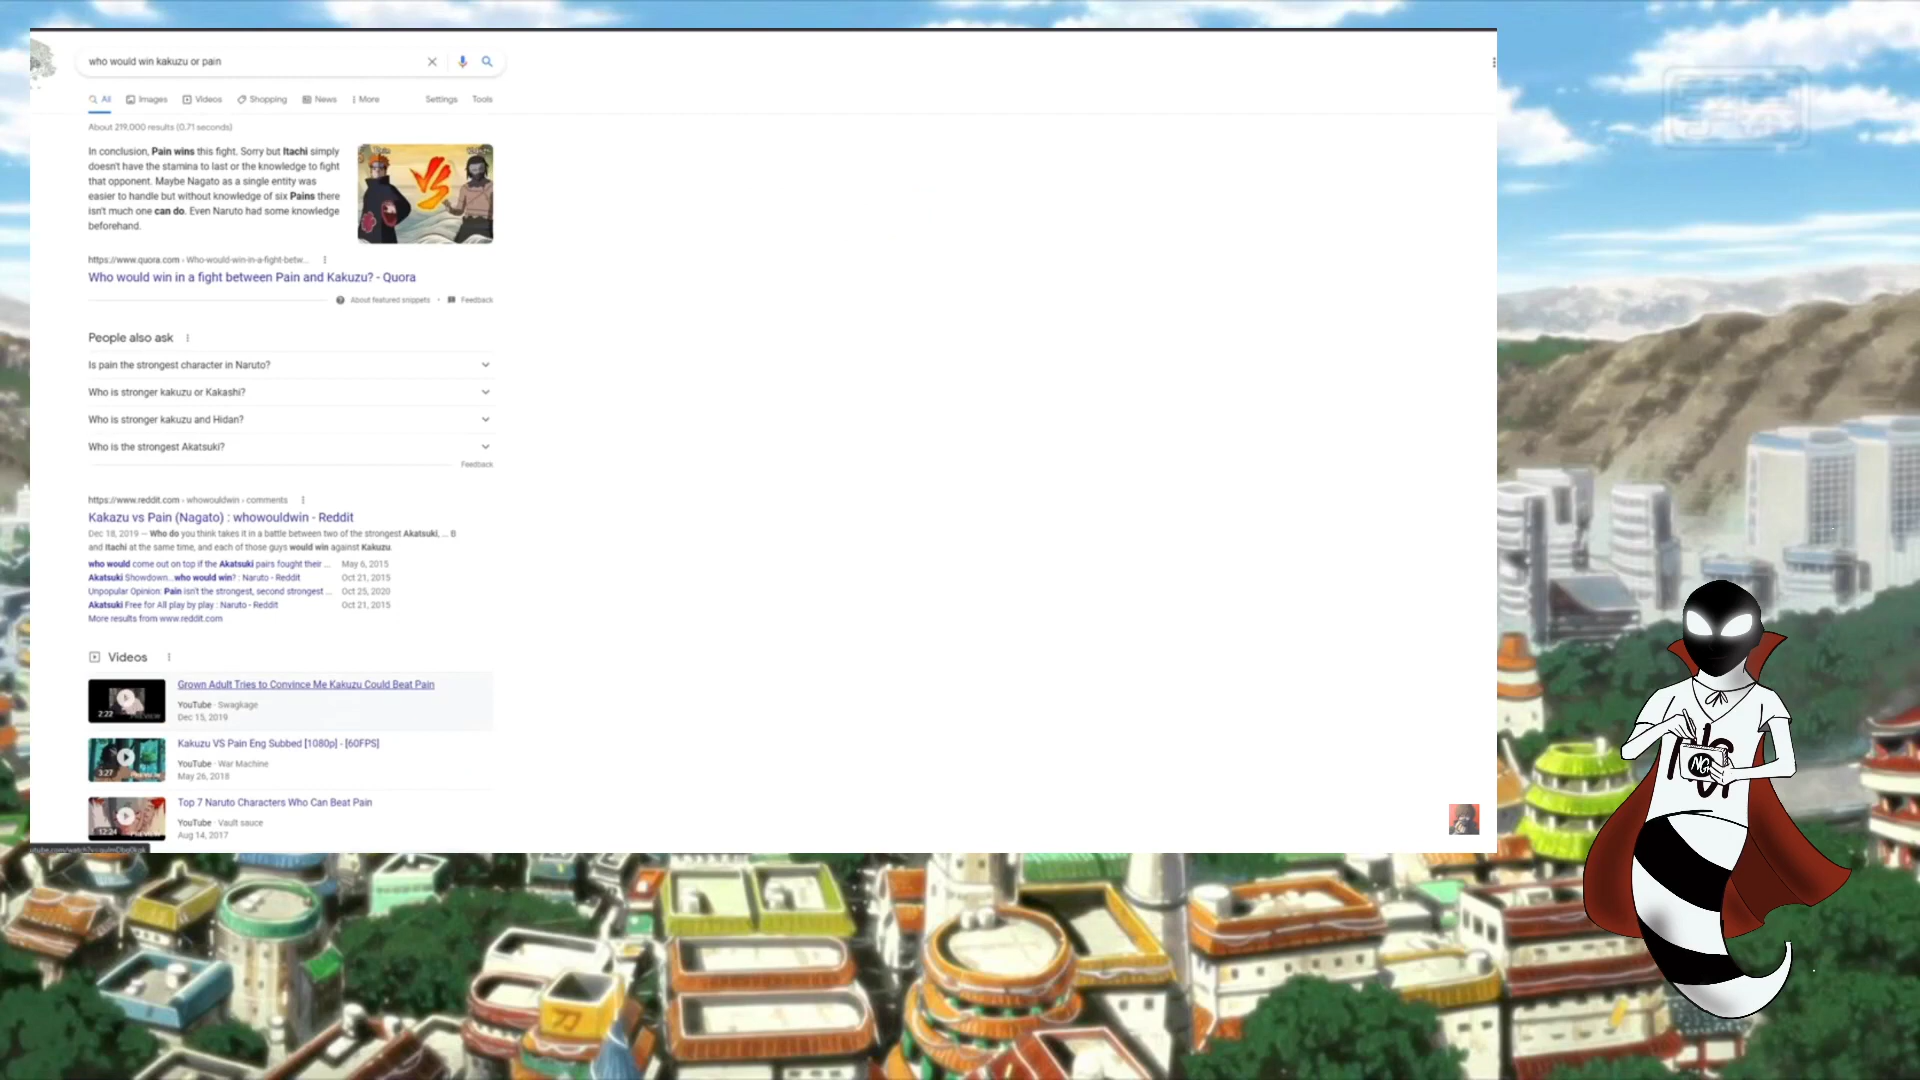 who would win kakuzu or pain
All Images Videos Shopping News More Settings Tools
About 219,000 results (0.71 seconds)
In conclusion, Pain wins this fight. Sorry but Itachi simply
doesn't have the stamina to last or the knowledge to fight
that opponent. Maybe Nagato as a single entity was
easier to handle but without knowledge of six Pains there
isn't much one can do. Even Naruto had some knowledge
beforehand.
VS
https://www.quora.com › Who-would-win-in-a-fight-betw...
Who would win in a fight between Pain and Kakuzu? - Quora
About featured snippets • Feedback
People also ask
Is pain the strongest character in Naruto?
Who is stronger kakuzu or Kakashi?
Who is stronger kakuzu and Hidan?
Who is the strongest Akatsuki?
Feedback
https://www.reddit.com › whowouldwin › comments
Kakazu vs Pain (Nagato) : whowouldwin - Reddit
Dec 18, 2019 — Who do you think takes it in a battle between two of the strongest Akatsuki, ... B
and Itachi at the same time, and each of those guys would win against Kakuzu.
who would come out on top if the Akatsuki pairs fought their ... May 6, 2015
Akatsuki Showdown...who would win? : Naruto - Reddit Oct 21, 2015
Unpopular Opinion: Pain isn't the strongest, second strongest ... Oct 25, 2020
Akatsuki Free for All play by play : Naruto - Reddit Oct 21, 2015
More results from www.reddit.com
Videos
Grown Adult Tries to Convince Me Kakuzu Could Beat Pain
YouTube · Swagkage
2:22 PREVIEW
Dec 15, 2019
Kakuzu VS Pain Eng Subbed [1080p] - [60FPS]
YouTube · War Machine
3:27
May 26, 2018
Top 7 Naruto Characters Who Can Beat Pain
YouTube · Vault sauce
12:24 PREVIEW
Aug 14, 2017
NG